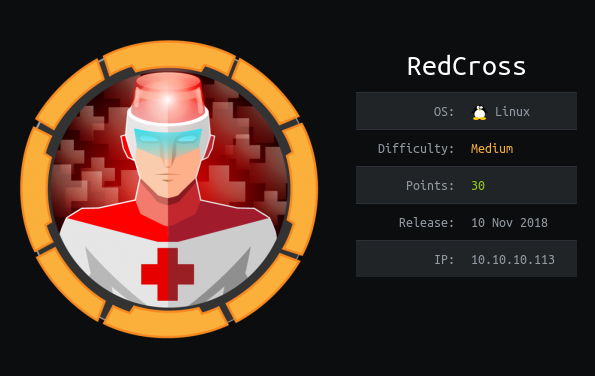 RedCross
OS: Linux
Difficulty: Medium
Points: 30
Release: 10 Nov 2018
IP: 10.10.10.113